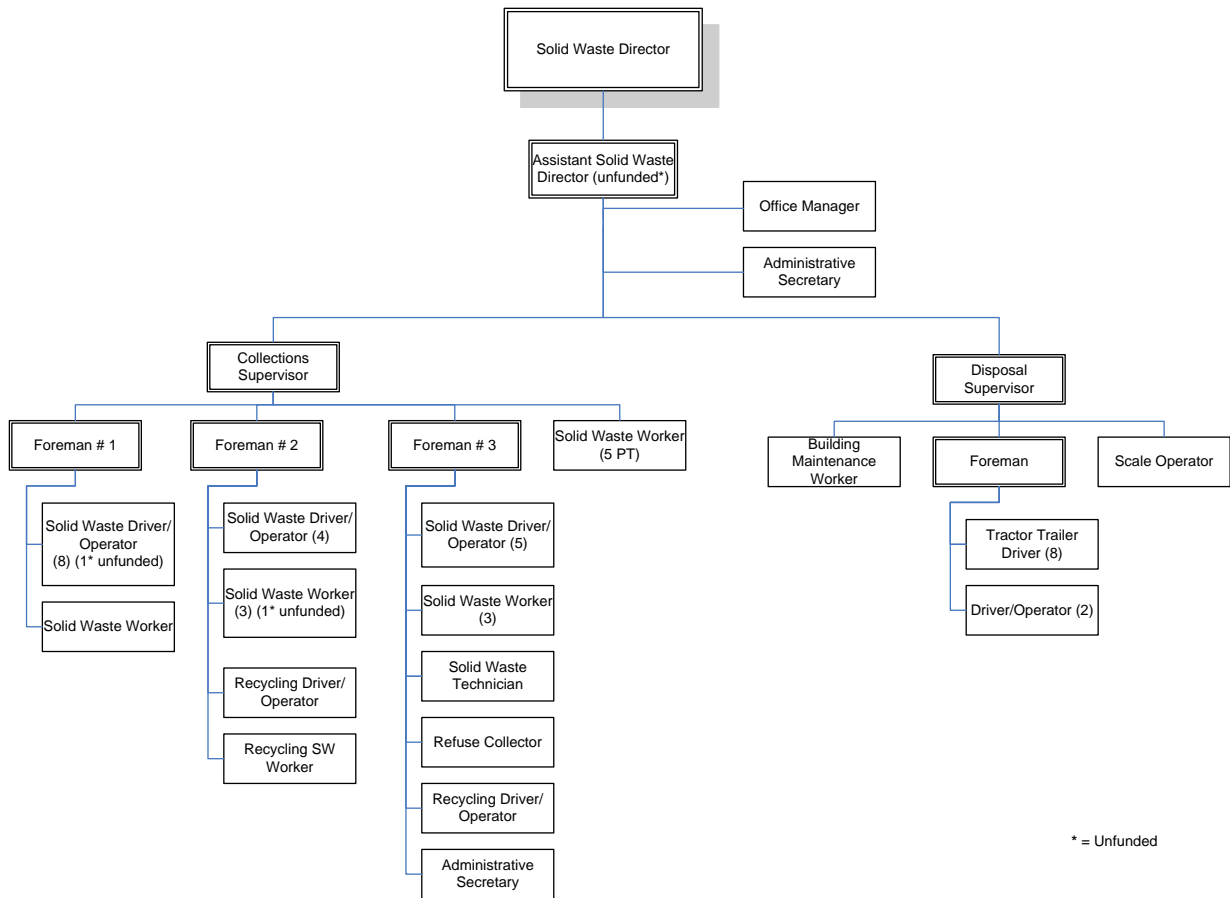 Solid Waste Director
Assistant Solid Waste
Director (unfunded*)
Office Manager
Administrative
Secretary
Collections
Supervisor
Disposal
Supervisor
Foreman # 1
Foreman # 2
Foreman # 3
Solid Waste Worker
(5 PT)
Building
Maintenance
Worker
Foreman
Scale Operator
Solid Waste Driver/
Operator
(8) (1* unfunded)
Solid Waste Worker
Solid Waste Driver/
Operator (4)
Solid Waste Worker
(3) (1* unfunded)
Recycling Driver/
Operator
Recycling SW
Worker
Solid Waste Driver/
Operator (5)
Solid Waste Worker
(3)
Solid Waste
Technician
Refuse Collector
Recycling Driver/
Operator
Administrative
Secretary
Tractor Trailer
Driver (8)
Driver/Operator (2)
* = Unfunded